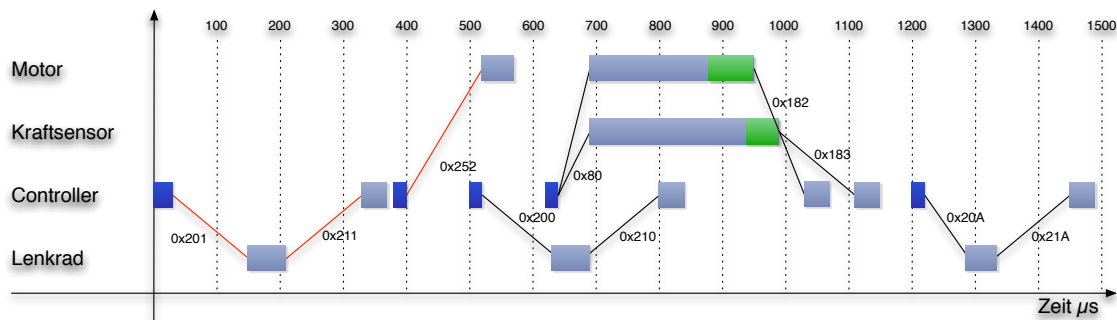 100 200 300 400 500 600 700 800 900 1000 1100 1200 1300 1400 1500
Motor
0x182
Kraftsensor
0x252 0x80 0x183
Controller
0x201 0x211 0x200 0x210 0x20A 0x21A
Lenkrad
Zeit µs